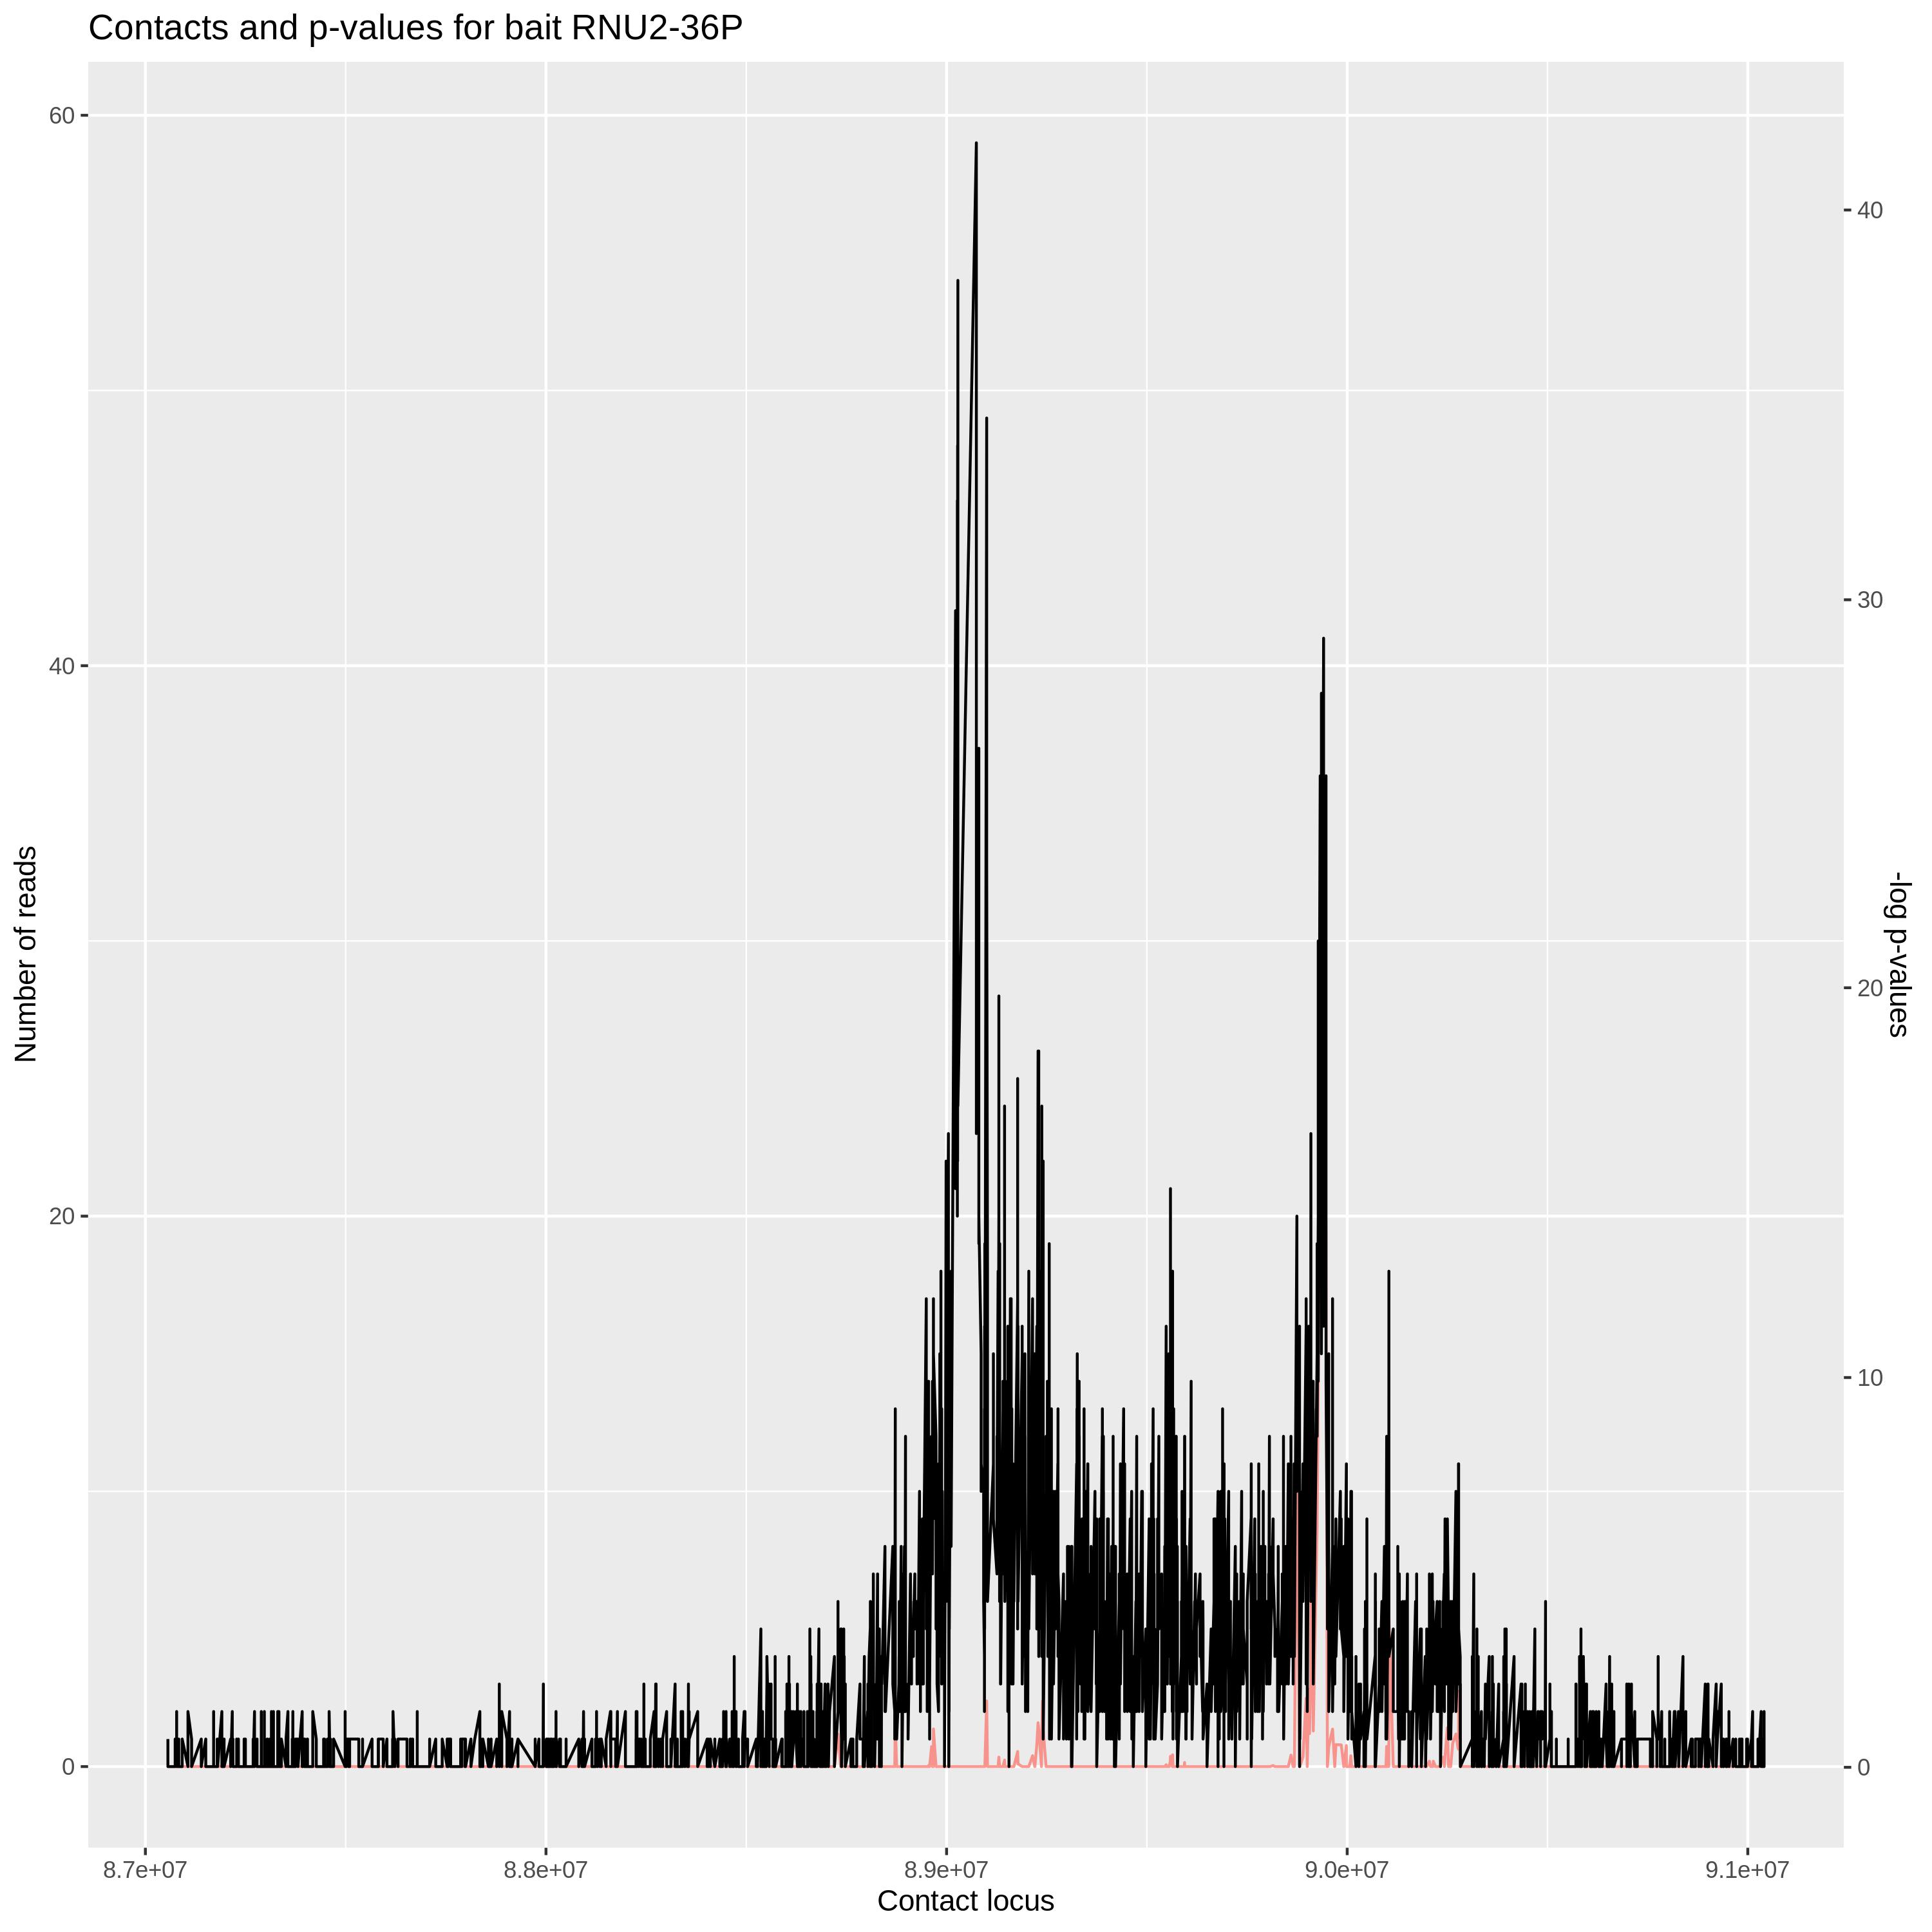 Contacts and p-values for bait RNU2-36P
60
40
20
0
Number of reads
40
30
20
10
0
-log p-values
8.7e+07 8.8e+07 8.9e+07 9.0e+07 9.1e+07
Contact locus